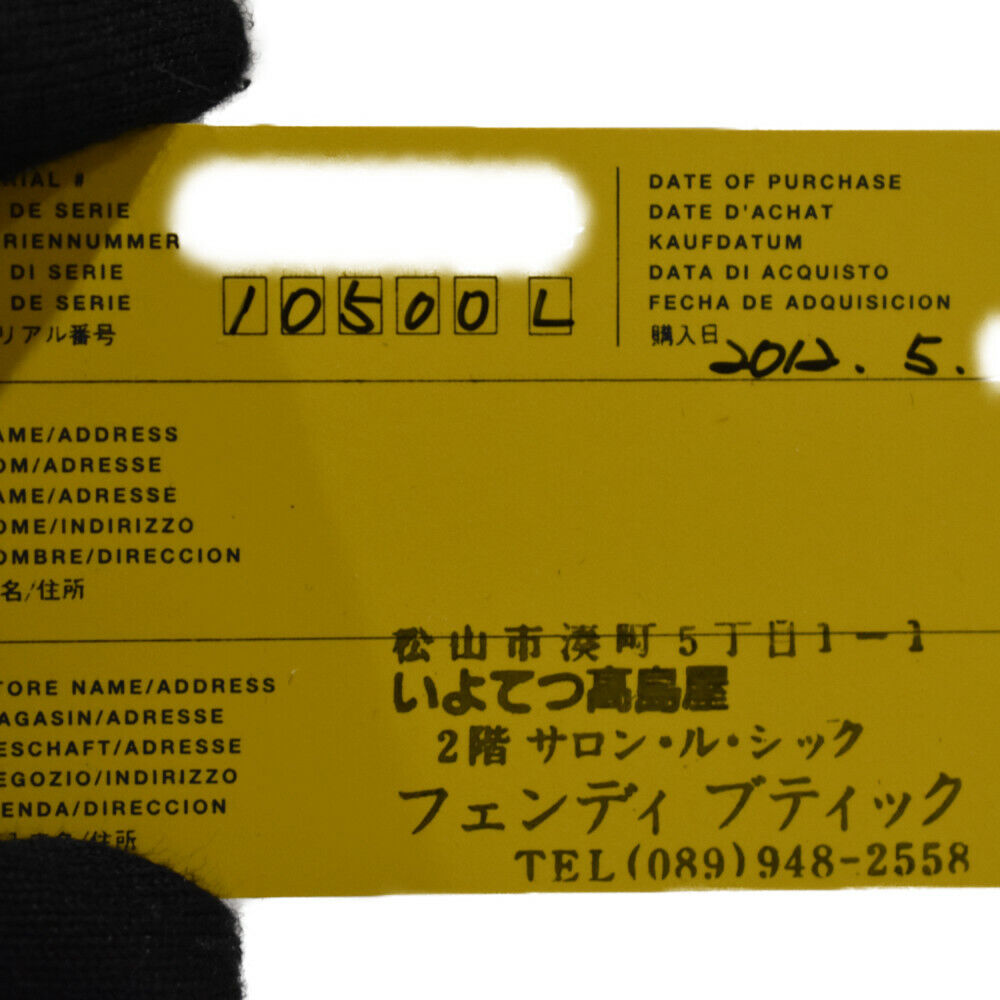 RIAL #
DE SERIE
RIENNUMMER
DI SERIE
DE SERIE
リアル番号
10500L
DATE OF PURCHASE
DATE D'ACHAT
KAUFDATUM
DATA DI ACQUISTO
FECHA DE ADQUISICION
購入日
2012. 5.
AME/ADDRESS
OM/ADRESSE
AME/ADRESSE
OME/INDIRIZZO
OMBRE/DIRECCION
名/住所
TORE NAME/ADDRESS
AGASIN/ADRESSE
ESCHAFT/ADRESSE
EGOZIO/INDIRIZZO
ENDA/DIRECCION
/住所
松山市湊町5丁目1-1
いよてつ高島屋
2階 サロン・ル・シック
フェンディ ブティック
TEL(089)948-2558